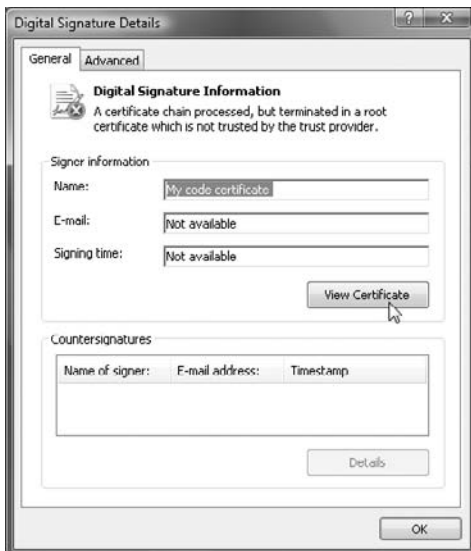 Digital Signature Details
General Advanced
Digital Signature Information
A certificate chain processed, but terminated in a root
certificate which is not trusted by the trust provider.
Signer information
Name: My code certificate
E-mail: Not available
Signing time: Not available
View Certificate
Countersignatures
Name of signer: E-mail address: Timestamp
Details
OK